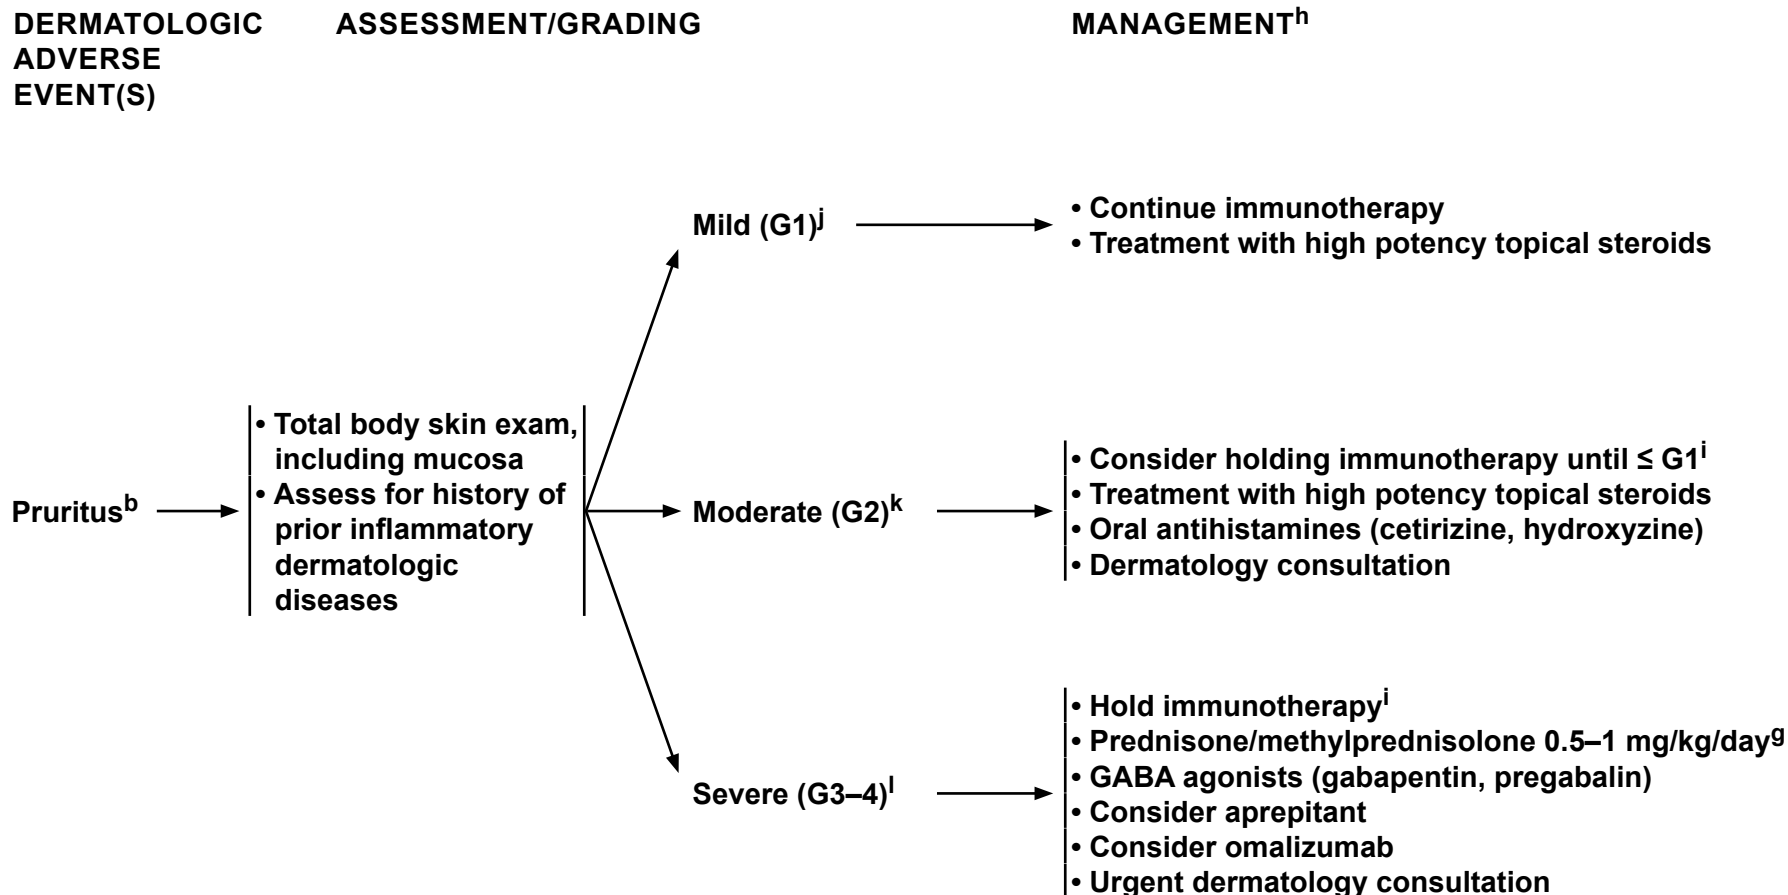 DERMATOLOGIC ADVERSE EVENT(S)
ASSESSMENT/GRADING
MANAGEMENTh
Pruritusb
• Total body skin exam,
including mucosa
• Assess for history of
prior inflammatory
dermatologic
diseases
Mild (G1)j
• Continue immunotherapy
• Treatment with high potency topical steroids
Moderate (G2)k
• Consider holding immunotherapy until ≤ G1i
• Treatment with high potency topical steroids
• Oral antihistamines (cetirizine, hydroxyzine)
• Dermatology consultation
Severe (G3–4)l
• Hold immunotherapyi
• Prednisone/methylprednisolone 0.5–1 mg/kg/dayg
• GABA agonists (gabapentin, pregabalin)
• Consider aprepitant
• Consider omalizumab
• Urgent dermatology consultation